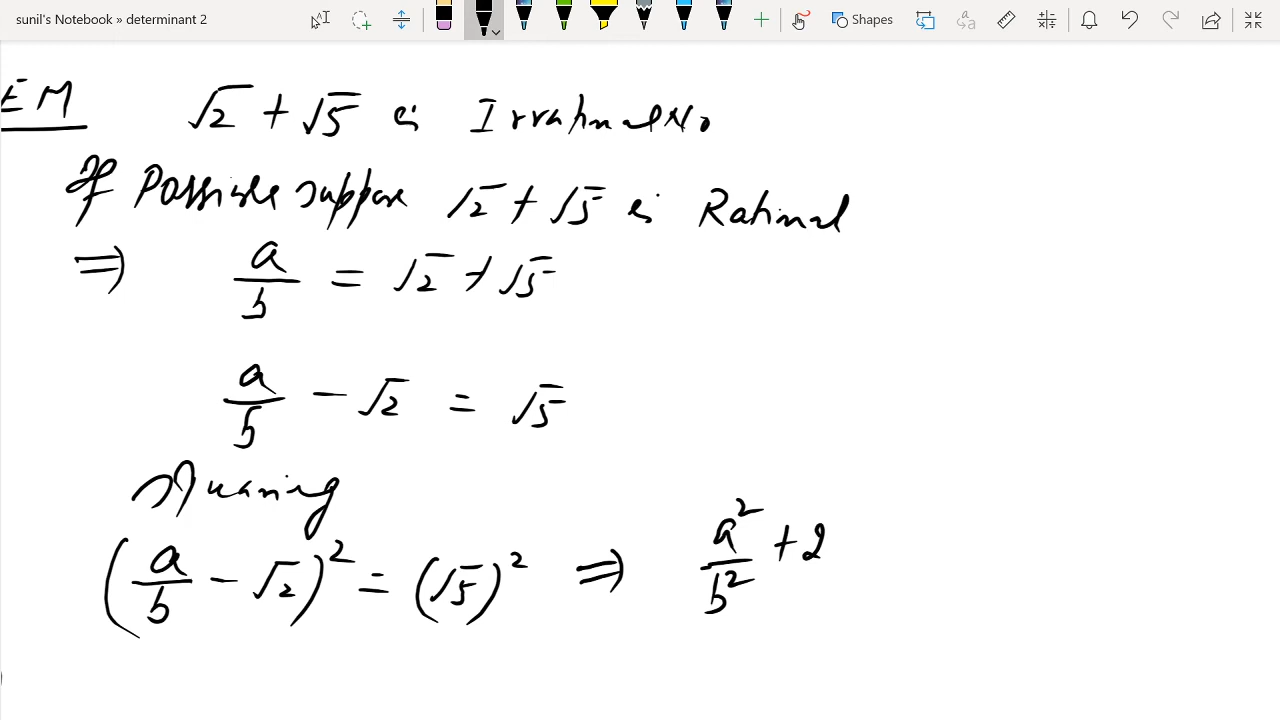 sunil's Notebook » determinant 2
Shapes
EM √2 + √5 is Irrational No
If Possible suppose √2 + √5 is Rational
⇒ a/b = √2 + √5
a/b - √2 = √5
squaring
(a/b - √2)² = (√5)² ⇒ a²/b² + 2